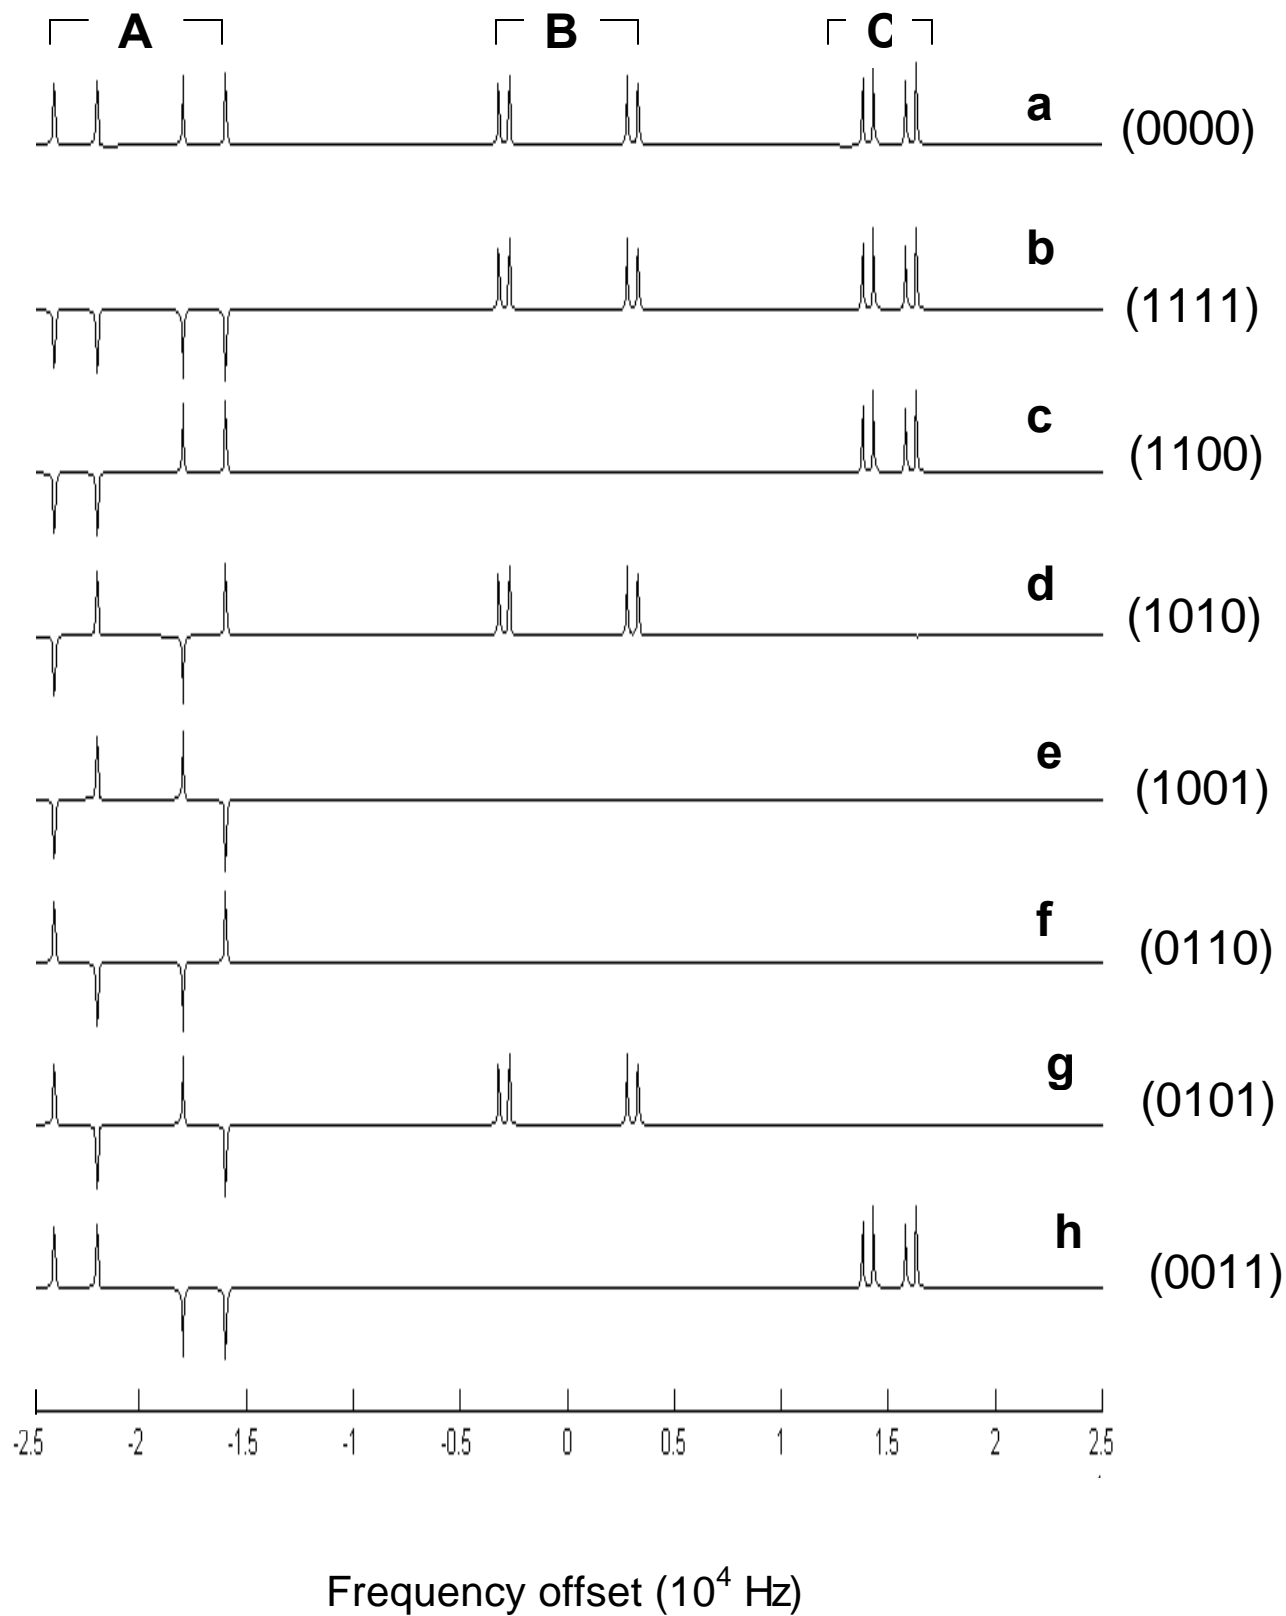 A B C
a (0000)
b (1111)
c (1100)
d (1010)
e (1001)
f (0110)
g (0101)
h (0011)
-2.5 -2 -1.5 -1 -0.5 0 0.5 1 1.5 2 2.5
Frequency offset (10⁴ Hz)